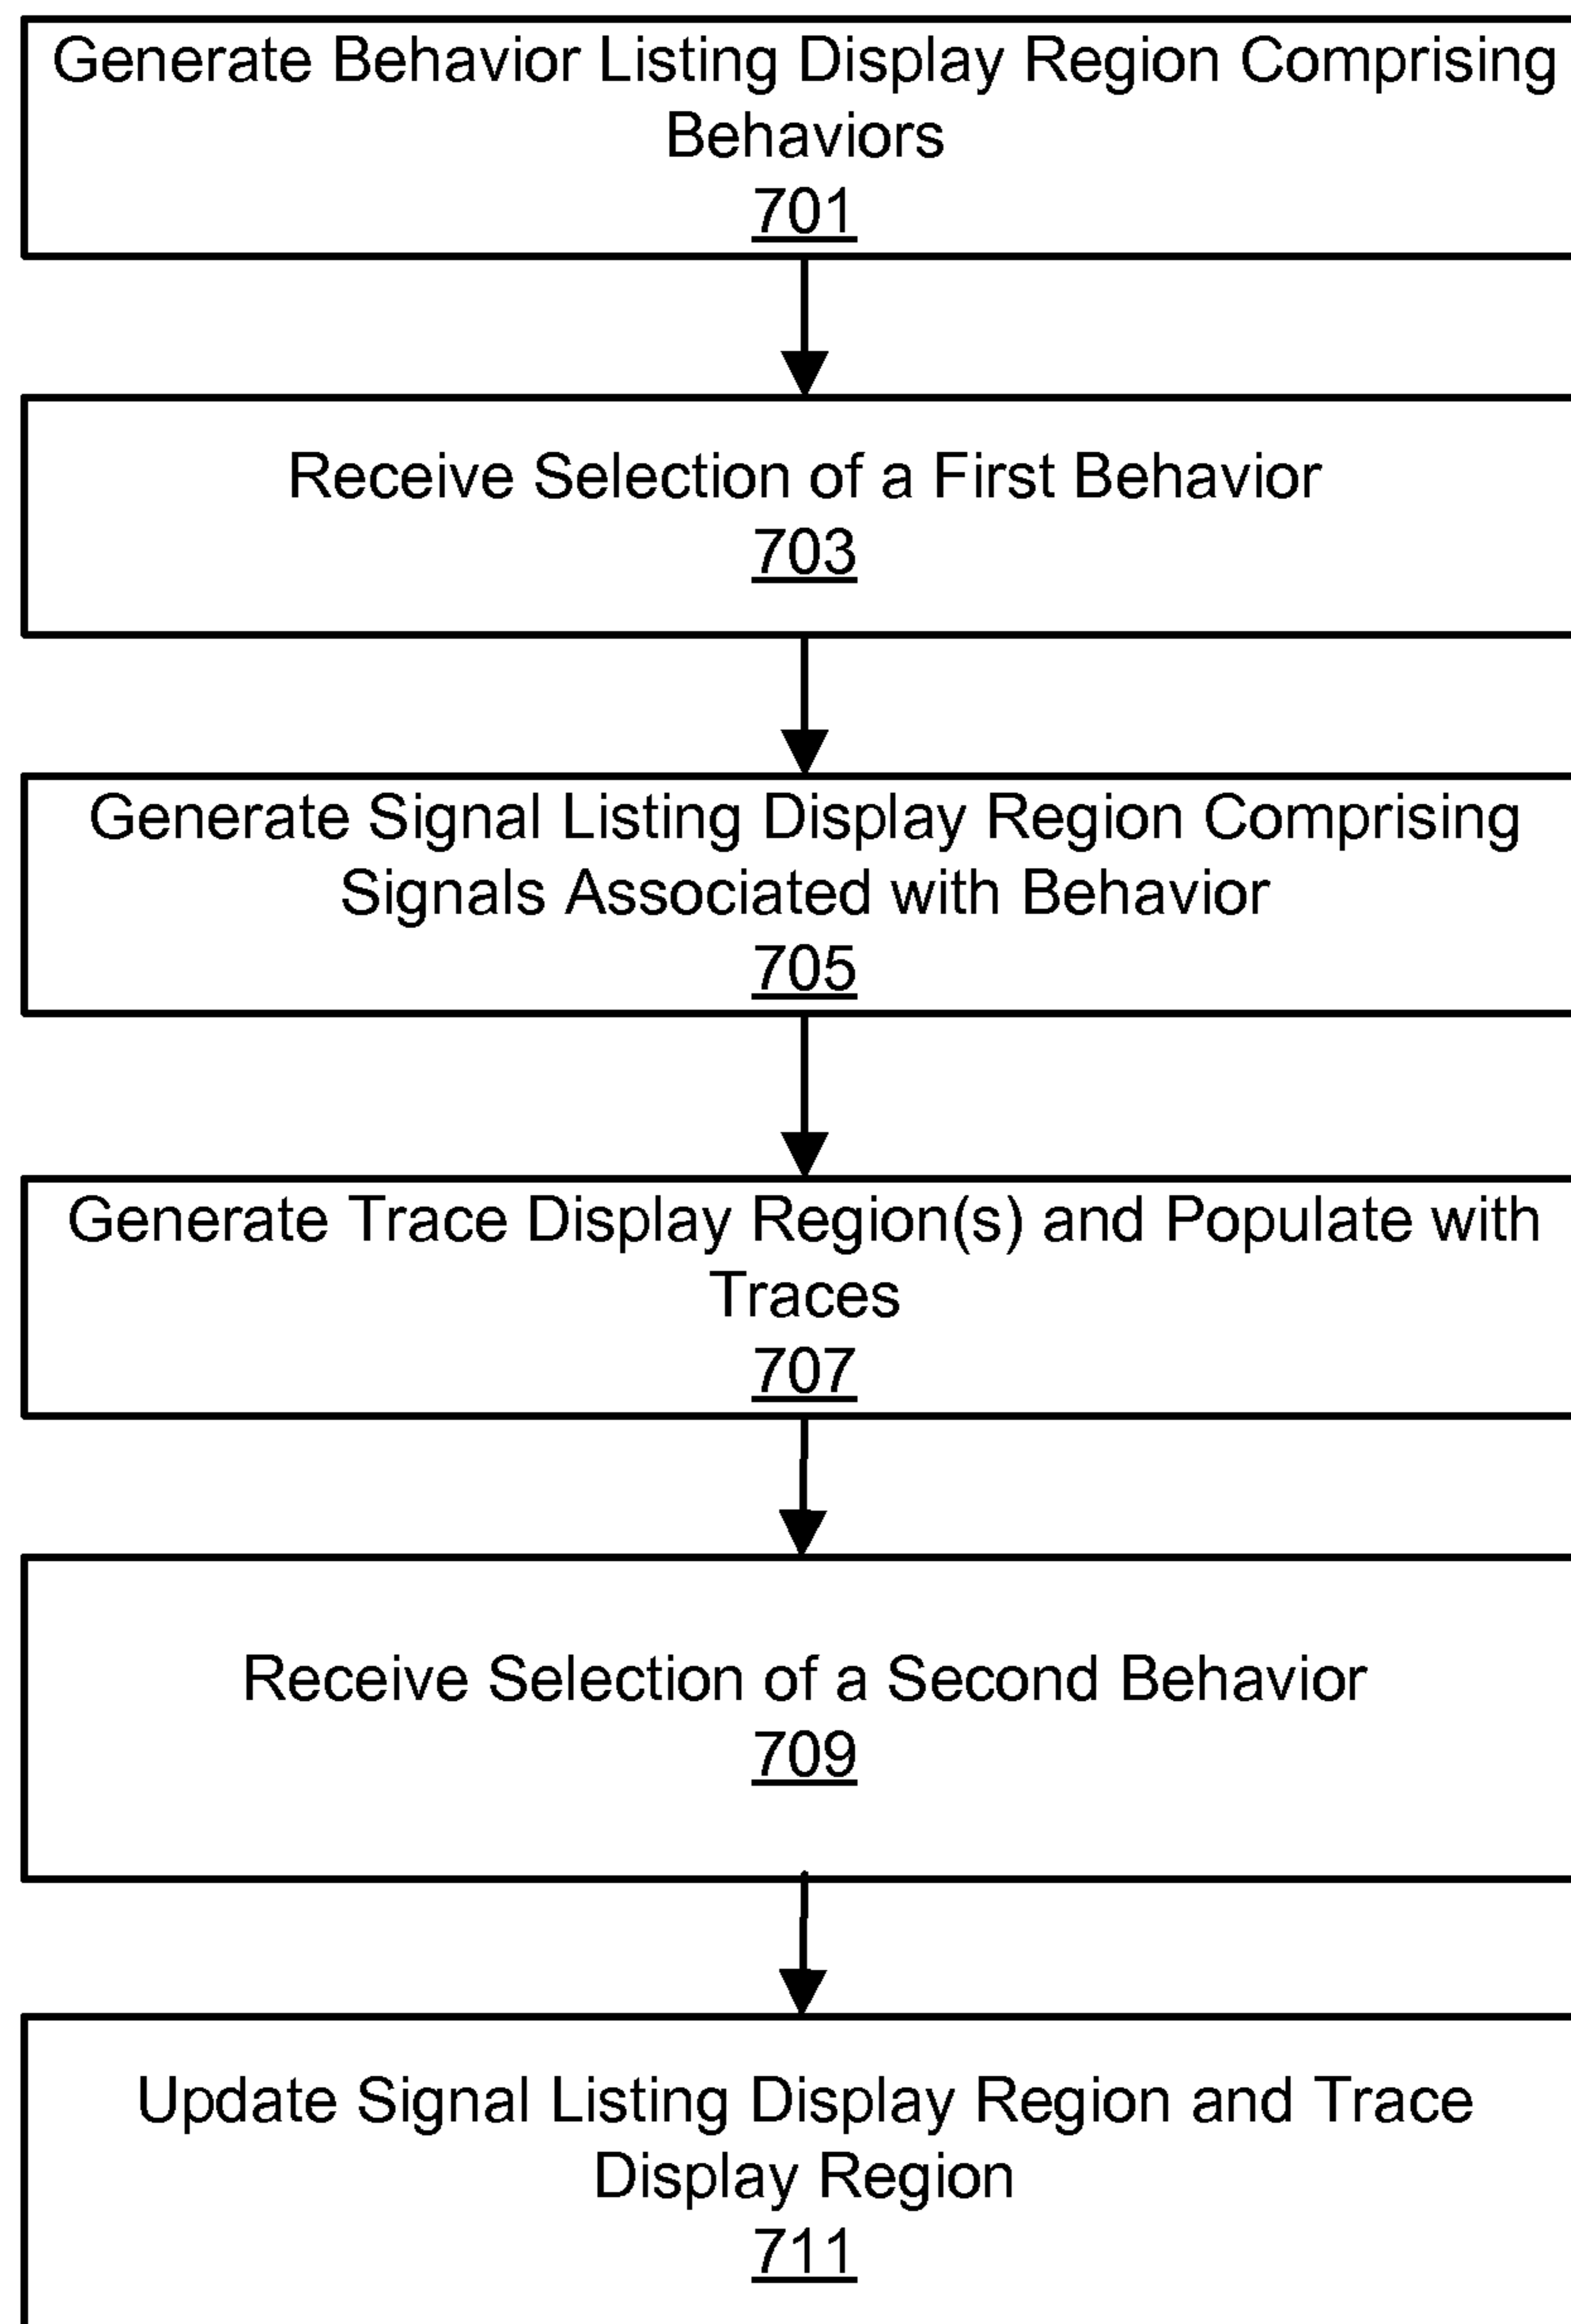 Generate Behavior Listing Display Region Comprising
Behaviors
701
Receive Selection of a First Behavior
703
Generate Signal Listing Display Region Comprising
Signals Associated with Behavior
705
Generate Trace Display Region(s) and Populate with
Traces
707
Receive Selection of a Second Behavior
709
Update Signal Listing Display Region and Trace
Display Region
711